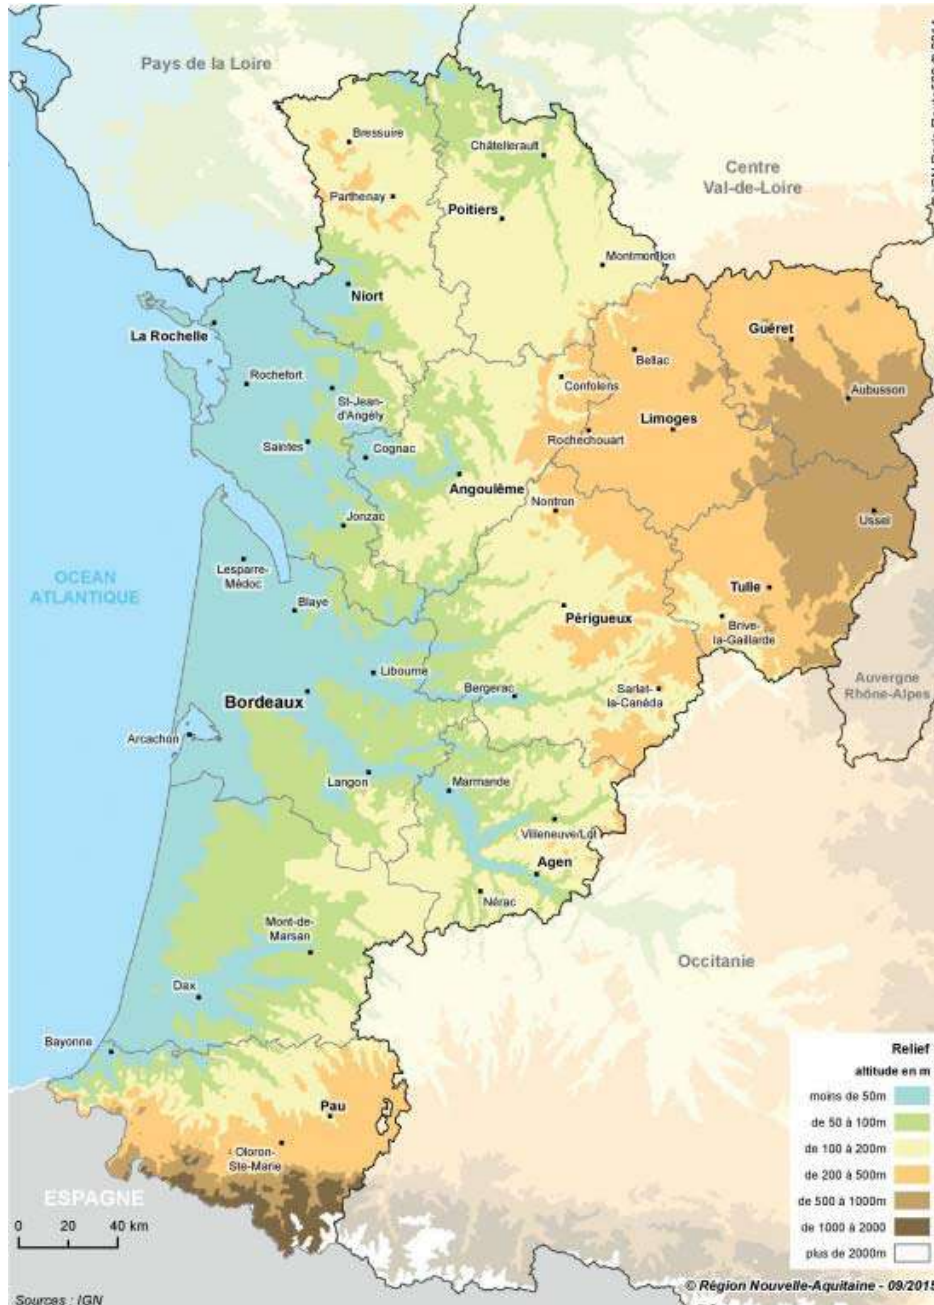 Pays de la Loire
Bressuire
Châtellerault
Centre
Val-de-Loire
Parthenay
Poitiers
Montmorillon
Niort
La Rochelle
Guéret
Bellac
Rochefort
Confolens
Aubusson
St-Jean-
d'Angély
Limoges
Rochechouart
Saintes
Cognac
Angoulême
Nontron
Jonzac
Ussel
Lesparre-
Médoc
OCEAN
ATLANTIQUE
Blaye
Tulle
Périgueux
Brive-
la-Gaillarde
Libourne
Bergerac
Sarlat-
la-Canéda
Auvergne
Rhône-Alpes
Bordeaux
Arcachon
Langon
Marmande
Villeneuve/Lot
Agen
Nérac
Mont-de-
Marsan
Occitanie
Dax
Bayonne
Pau
Oloron-
Ste-Marie
ESPAGNE
0 20 40 km
Relief
altitude en m
moins de 50m
de 50 à 100m
de 100 à 200m
de 200 à 500m
de 500 à 1000m
de 1000 à 2000
plus de 2000m
© Région Nouvelle-Aquitaine - 09/2015
Sources : IGN